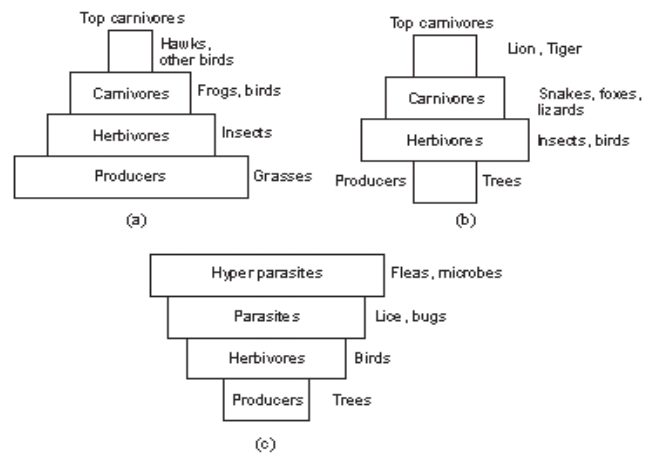 Top carnivores
Hawks,
other birds
Carnivores
Frogs, birds
Herbivores
Insects
Producers
Grasses
(a)
Top carnivores
Lion, Tiger
Carnivores
Snakes, foxes,
lizards
Herbivores
Insects, birds
Producers
Trees
(b)
Hyper parasites
Fleas, microbes
Parasites
Lice, bugs
Herbivores
Birds
Producers
Trees
(c)